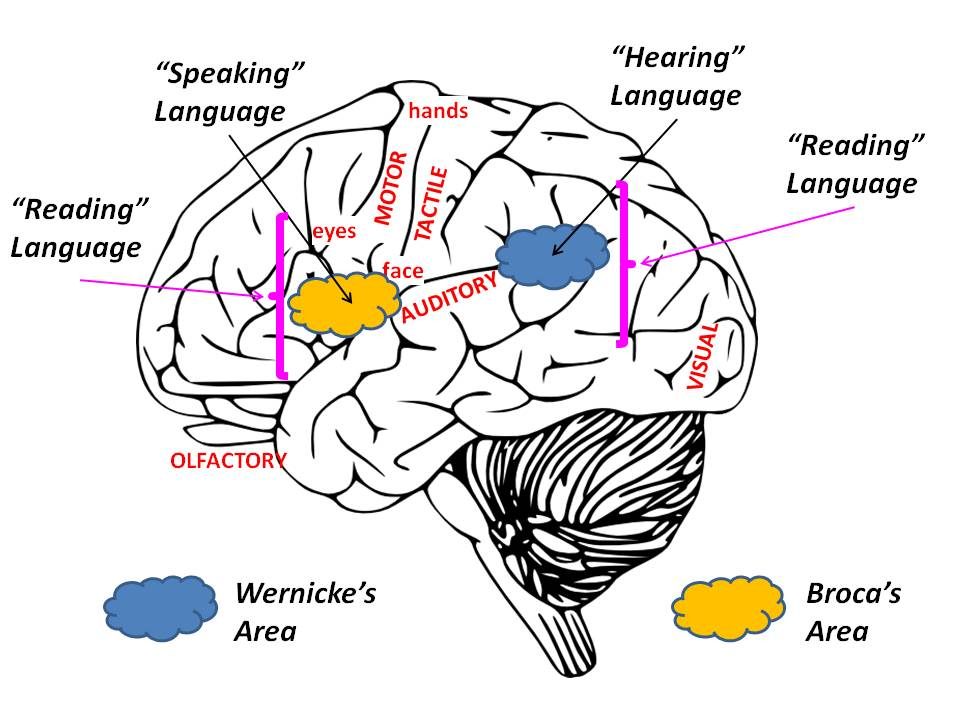 “Speaking”
Language
“Hearing”
Language
“Reading”
Language
“Reading”
Language
hands
MOTOR
TACTILE
eyes
face
AUDITORY
VISUAL
OLFACTORY
Wernicke’s
Area
Broca’s
Area